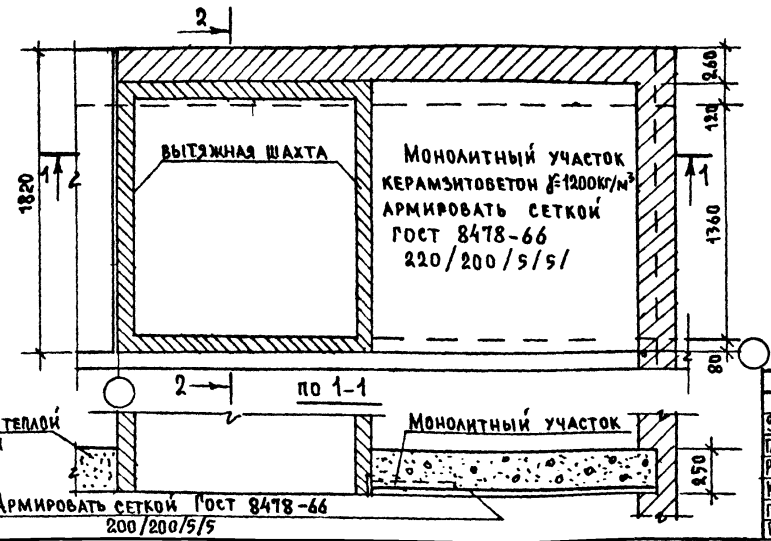 2
260
120
ВЫТЯЖНАЯ ШАХТА
МОНОЛИТНЫЙ УЧАСТОК
КЕРАМЗИТОБЕТОН γ=1200КГ/М³
АРМИРОВАТЬ СЕТКОЙ
ГОСТ 8478-66
220/200/5/5/
1
1
1820
1360
80
2
ПО 1-1
ТЕПЛОЙ
МОНОЛИТНЫЙ УЧАСТОК
250
АРМИРОВАТЬ СЕТКОЙ ГОСТ 8478-66
200/200/5/5